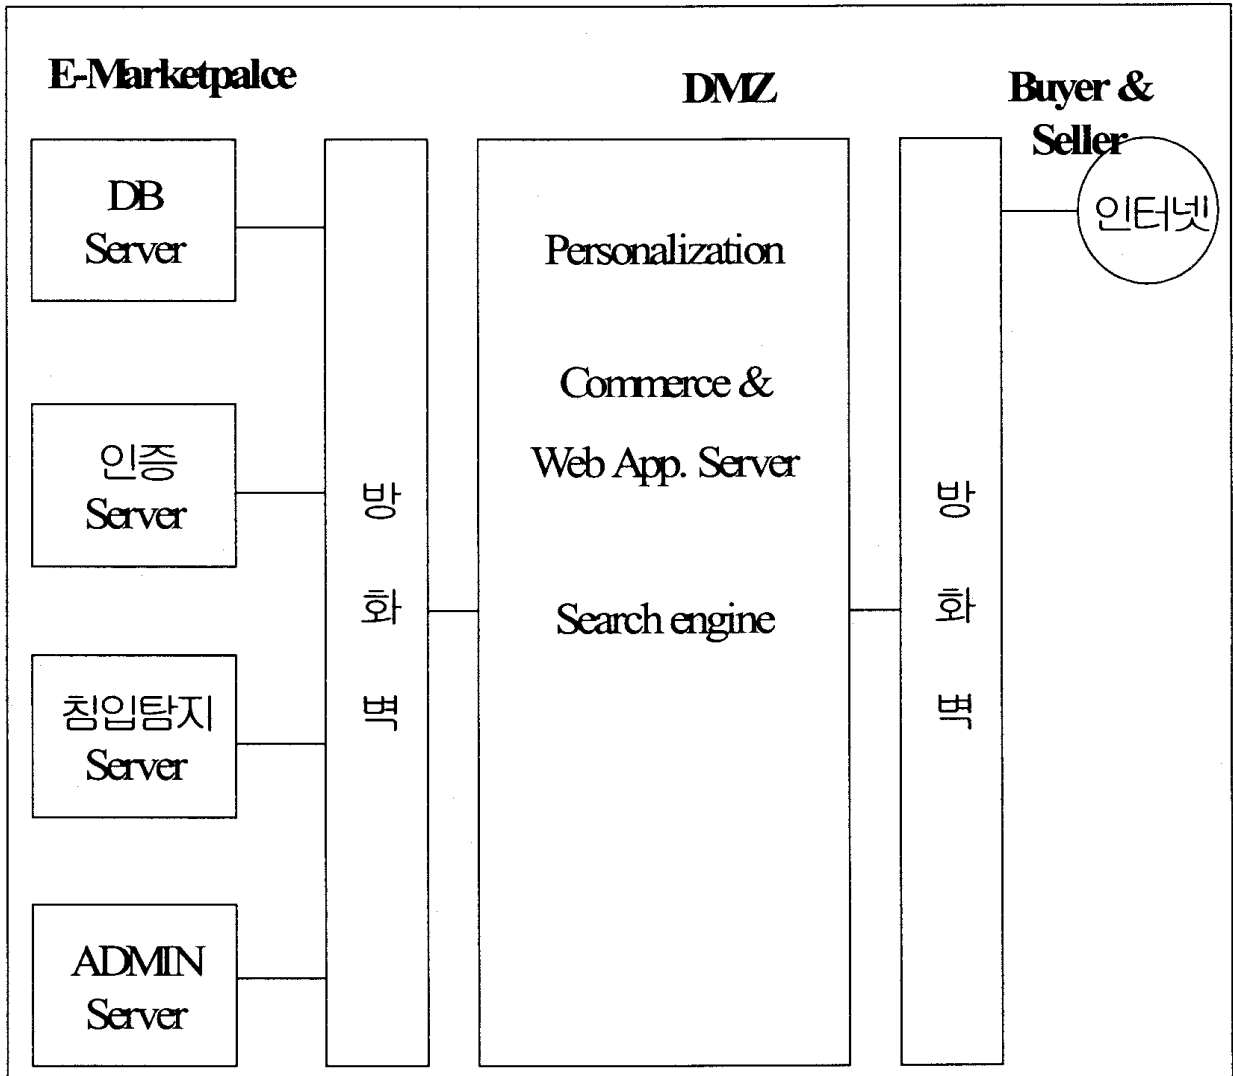 E-Marketpalce
DMZ
Buyer &
Seller
DB
Server
인증
Server
침입탐지
Server
ADMIN
Server
방
화
벽
Personalization
Commerce &
Web App. Server
Search engine
방
화
벽
인터넷